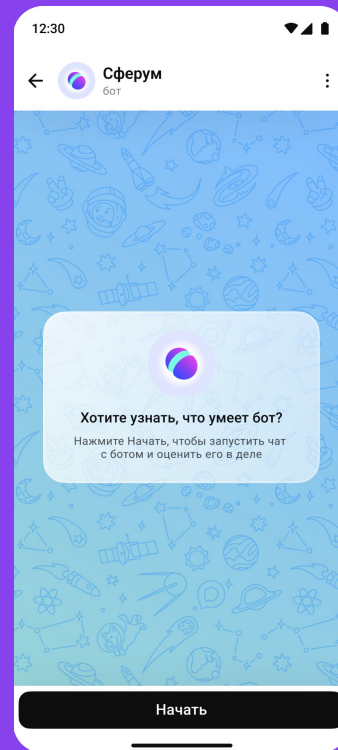 12:30
Сферум
бот
Хотите узнать, что умеет бот?
Нажмите Начать, чтобы запустить чат
с ботом и оценить его в деле
Начать